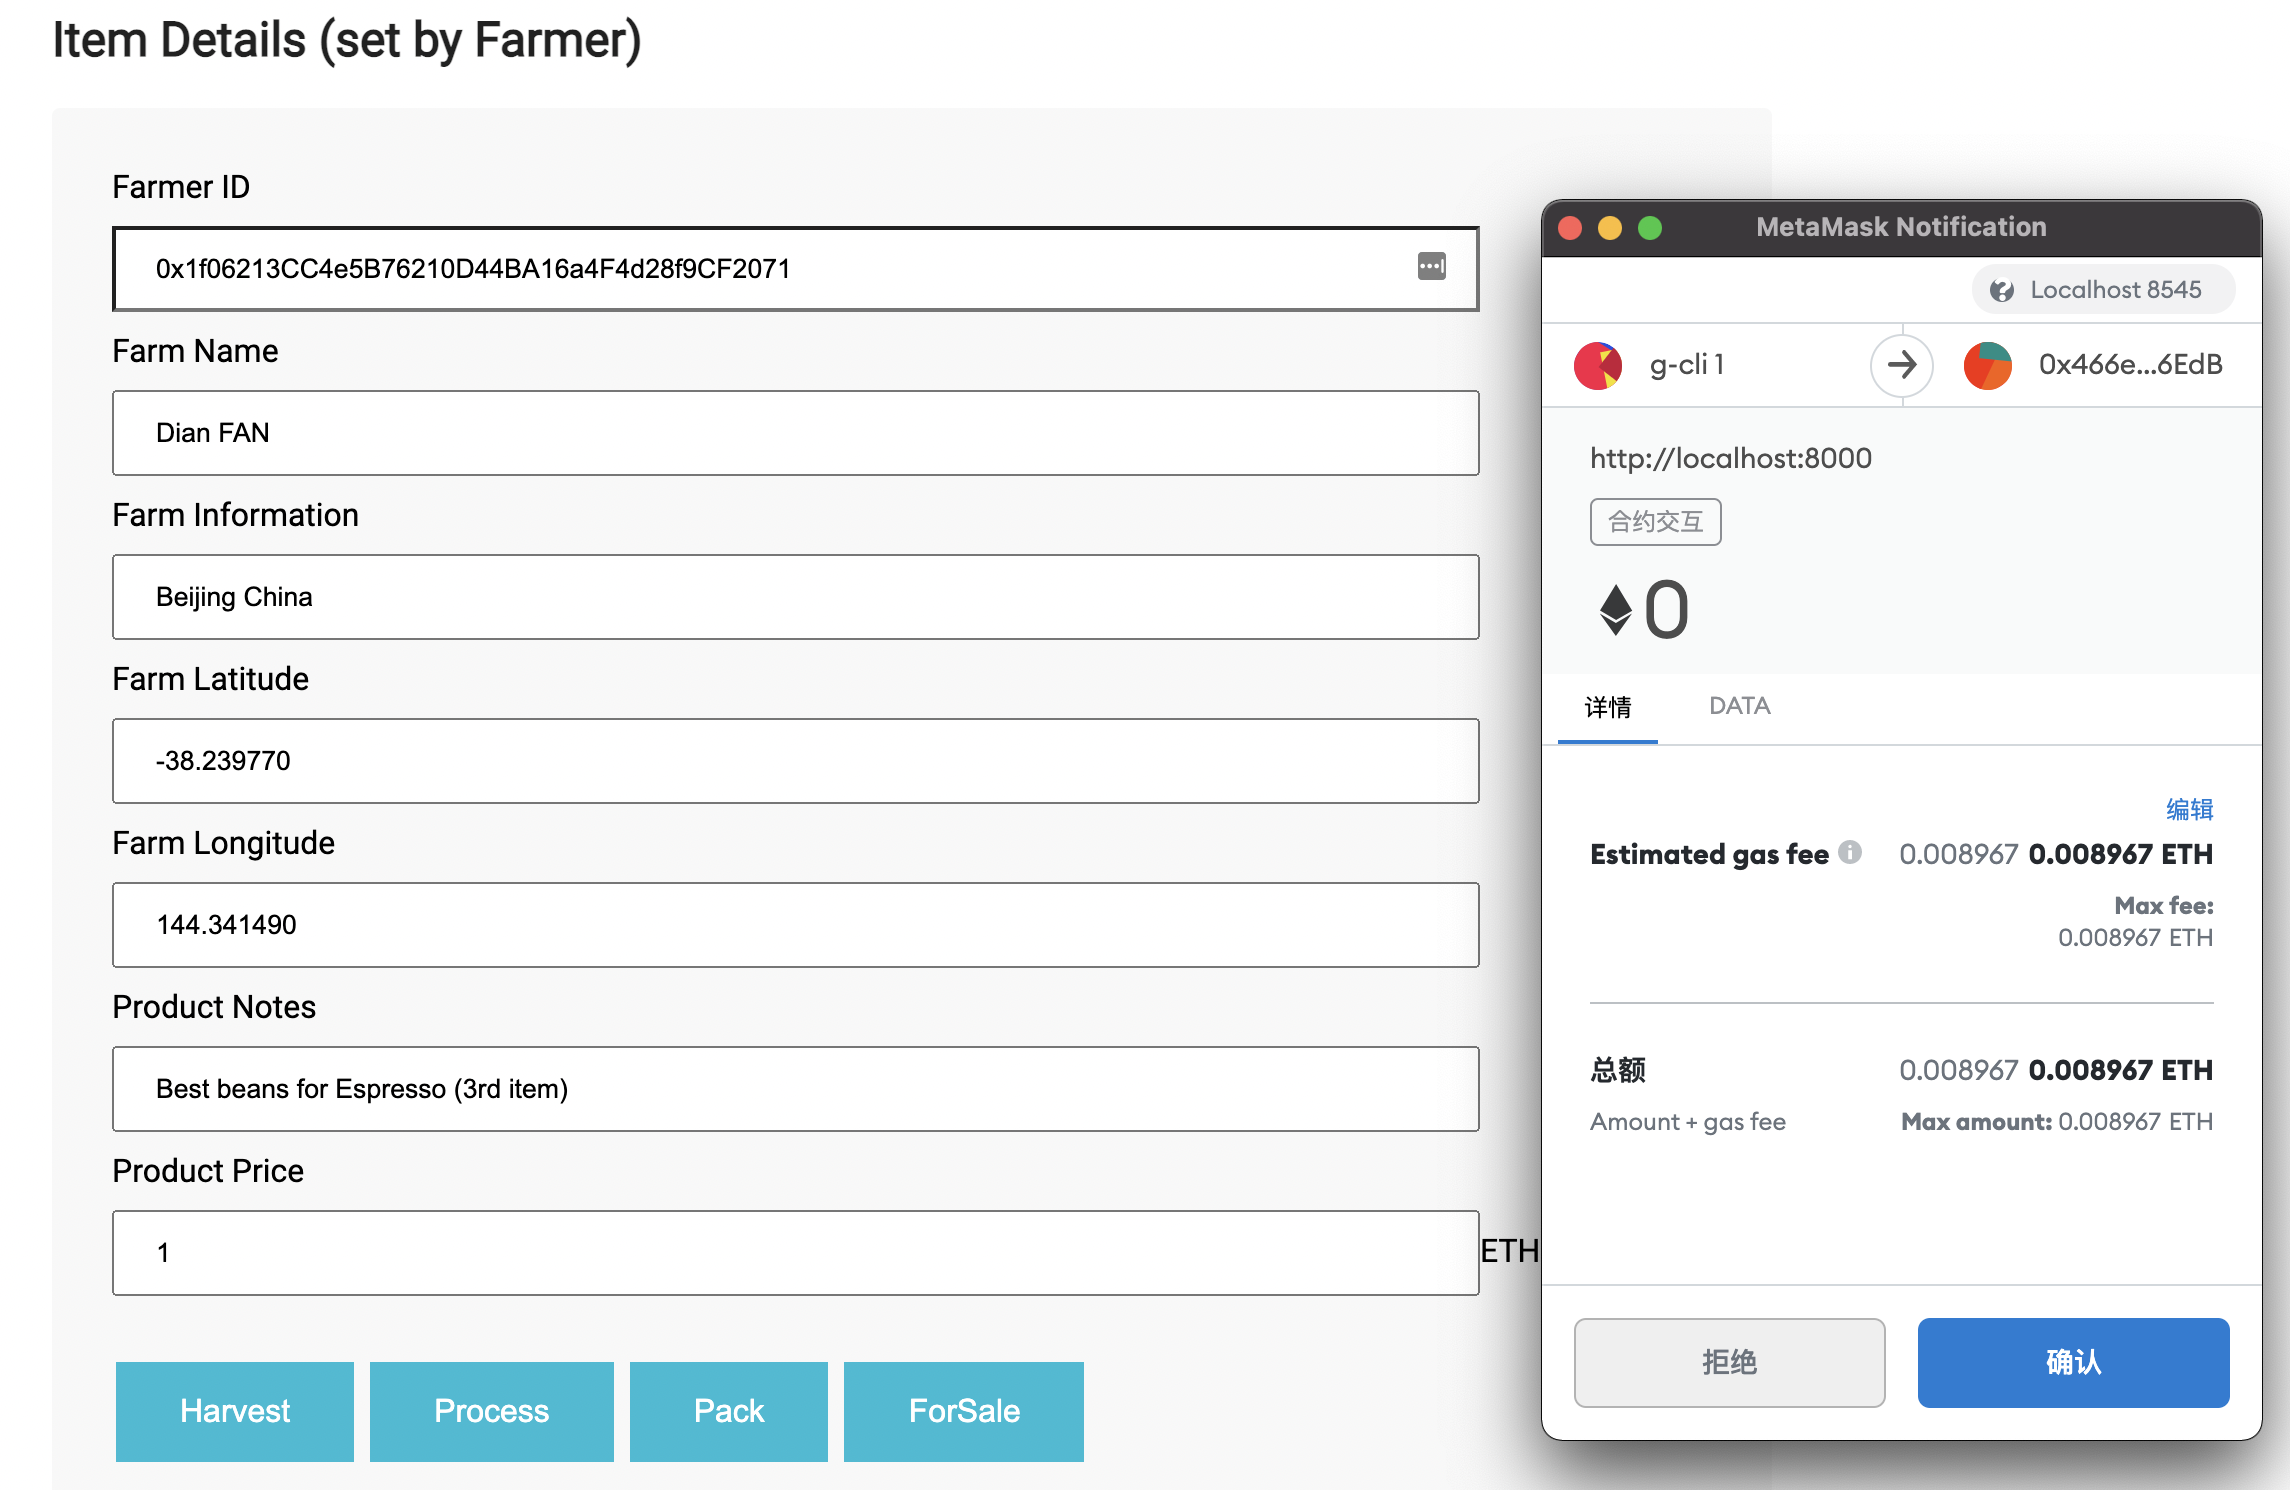 Item Details (set by Farmer)
Farmer ID
0x1f06213CC4e5B76210D44BA16a4F4d28f9CF2071
Farm Name
Dian FAN
Farm Information
Beijing China
Farm Latitude
-38.239770
Farm Longitude
144.341490
Product Notes
Best beans for Espresso (3rd item)
Product Price
1
ETH
Harvest
Process
Pack
ForSale
MetaMask Notification
Localhost 8545
g-cli 1
0x466e...6EdB
http://localhost:8000
合约交互
0
详情
DATA
编辑
Estimated gas fee 0.008967 0.008967 ETH
Max fee:
0.008967 ETH
总额 0.008967 0.008967 ETH
Amount + gas fee Max amount: 0.008967 ETH
拒绝
确认